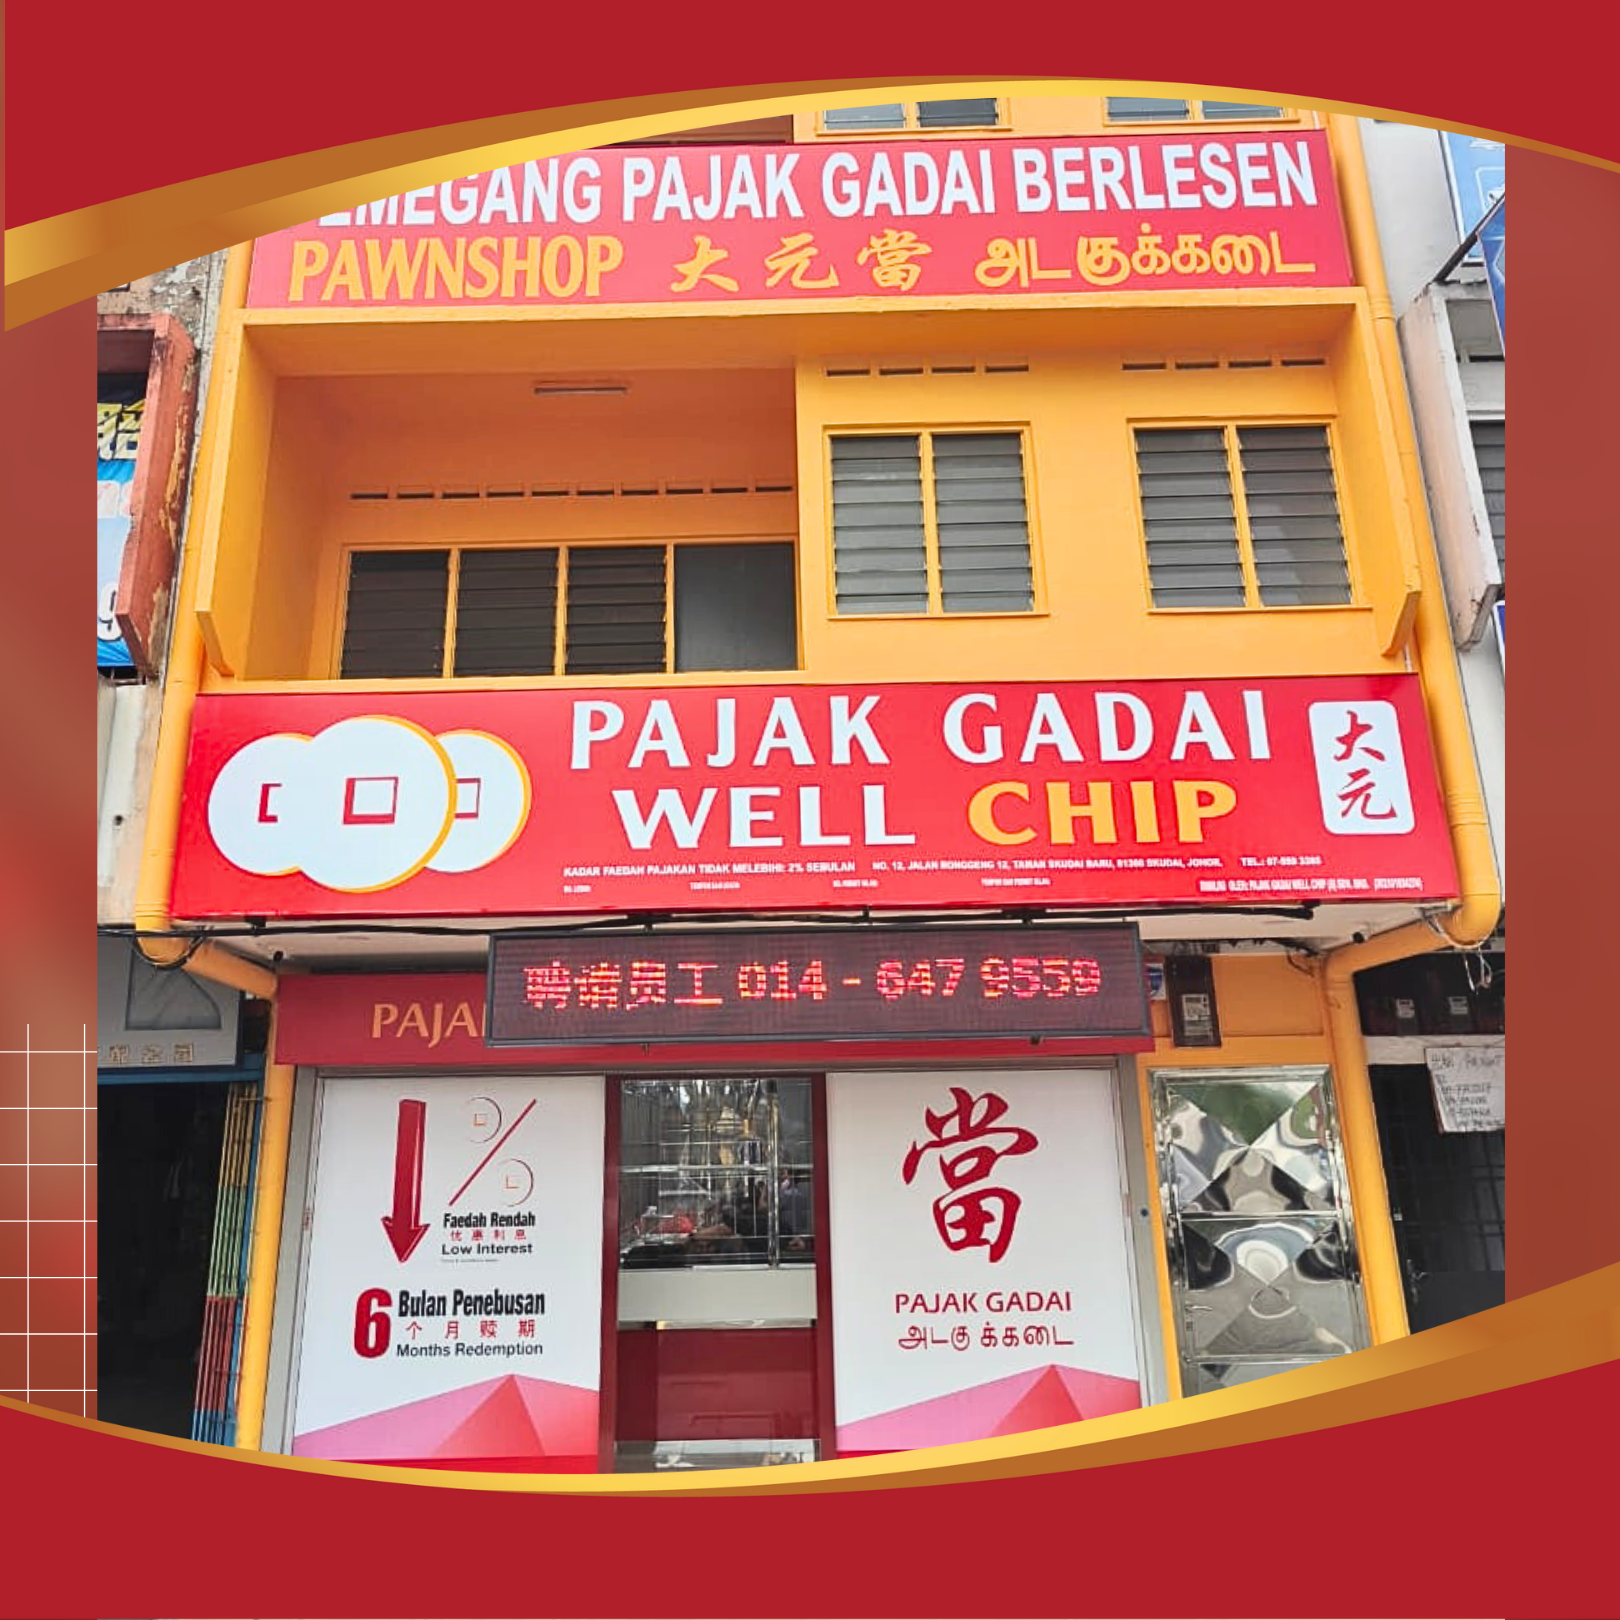 PEMEGANG PAJAK GADAI BERLESEN
PAWNSHOP 大元當 அடகுக்கடை
PAJAK GADAI
WELL CHIP
大元
KADAR FAEDAH PAJAKAN TIDAK MELEBIHI: 2% SEBULAN NO. 12, JALAN RONGGENG 12, TAMAN SKUDAI BARU, 81300 SKUDAI, JOHOR. TEL.:
聘请员工 014 - 647 9559
PAJA
Faedah Rendah
优惠利息
Low Interest
6 Bulan Penebusan
个月赎期
Months Redemption
當
PAJAK GADAI
அடகு க்கடை